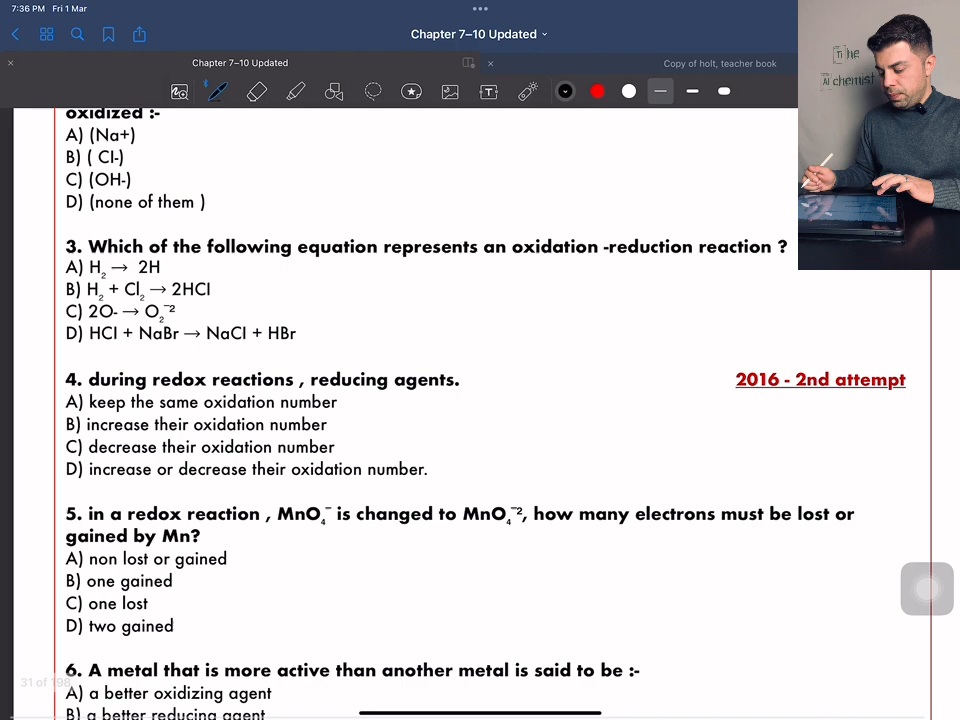 7:36 PM Fri 1 Mar
Chapter 7–10 Updated
Chapter 7–10 Updated
Copy of holt, teacher book
Ti he
Al chemist
oxidized :-
A) (Na+)
B) ( Cl-)
C) (OH-)
D) (none of them )
3. Which of the following equation represents an oxidation -reduction reaction ?
A) H₂ → 2H
B) H₂ + Cl₂ → 2HCl
C) 2O- → O₂⁻²
D) HCl + NaBr → NaCl + HBr
4. during redox reactions , reducing agents.
2016 - 2nd attempt
A) keep the same oxidation number
B) increase their oxidation number
C) decrease their oxidation number
D) increase or decrease their oxidation number.
5. in a redox reaction , MnO₄⁻ is changed to MnO₄⁻², how many electrons must be lost or
gained by Mn?
A) non lost or gained
B) one gained
C) one lost
D) two gained
31 of 198
6. A metal that is more active than another metal is said to be :-
A) a better oxidizing agent
B) a better reducing agent